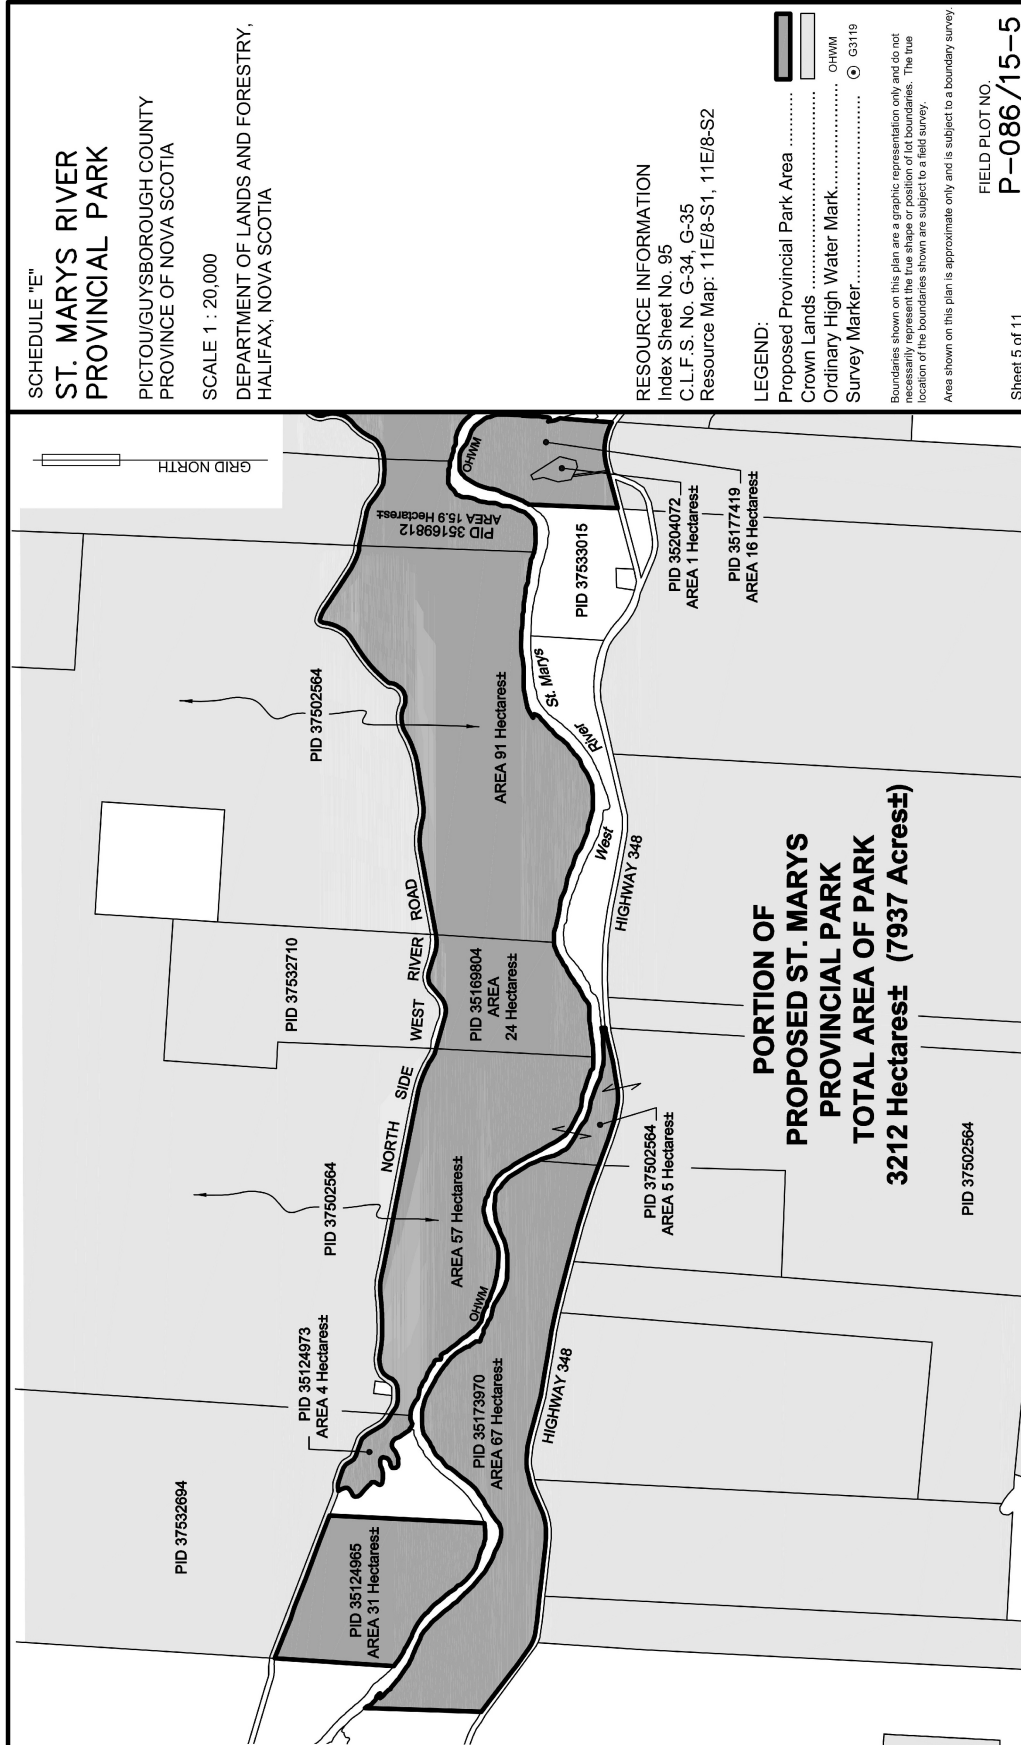 SCHEDULE "E"
ST. MARYS RIVER
PROVINCIAL PARK
PICTOU/GUYSBOROUGH COUNTY
PROVINCE OF NOVA SCOTIA
SCALE 1 : 20,000
DEPARTMENT OF LANDS AND FORESTRY,
HALIFAX, NOVA SCOTIA
RESOURCE INFORMATION
Index Sheet No. 95
C.L.F.S. No. G-34, G-35
Resource Map: 11E/8-S1, 11E/8-S2
LEGEND:
Proposed Provincial Park Area ..........
Crown Lands ....................................
Ordinary High Water Mark................ OHWM
Survey Marker.................................. G3119
Boundaries shown on this plan are a graphic representation only and do not
necessarily represent the true shape or position of lot boundaries. The true
location of the boundaries shown are subject to a field survey.
Area shown on this plan is approximate only and is subject to a boundary survey.
FIELD PLOT NO.
P-086/15-5
Sheet 5 of 11
GRID NORTH
PID 37532694
PID 35124973
AREA 4 Hectares±
PID 37502564
PID 37532710
PID 37502564
NORTH SIDE WEST RIVER ROAD
PID 35124965
AREA 31 Hectares±
PID 35173970
AREA 67 Hectares±
OHWM
AREA 57 Hectares±
PID 35169804
AREA
24 Hectares±
AREA 91 Hectares±
PID 35169812
AREA 15.9 Hectares±
OHWM
West River St. Marys
PID 37533015
HIGHWAY 348
HIGHWAY 348
PID 37502564
AREA 5 Hectares±
PID 35204072
AREA 1 Hectares±
PID 35177419
AREA 16 Hectares±
PORTION OF
PROPOSED ST. MARYS
PROVINCIAL PARK
TOTAL AREA OF PARK
3212 Hectares± (7937 Acres±)
PID 37502564